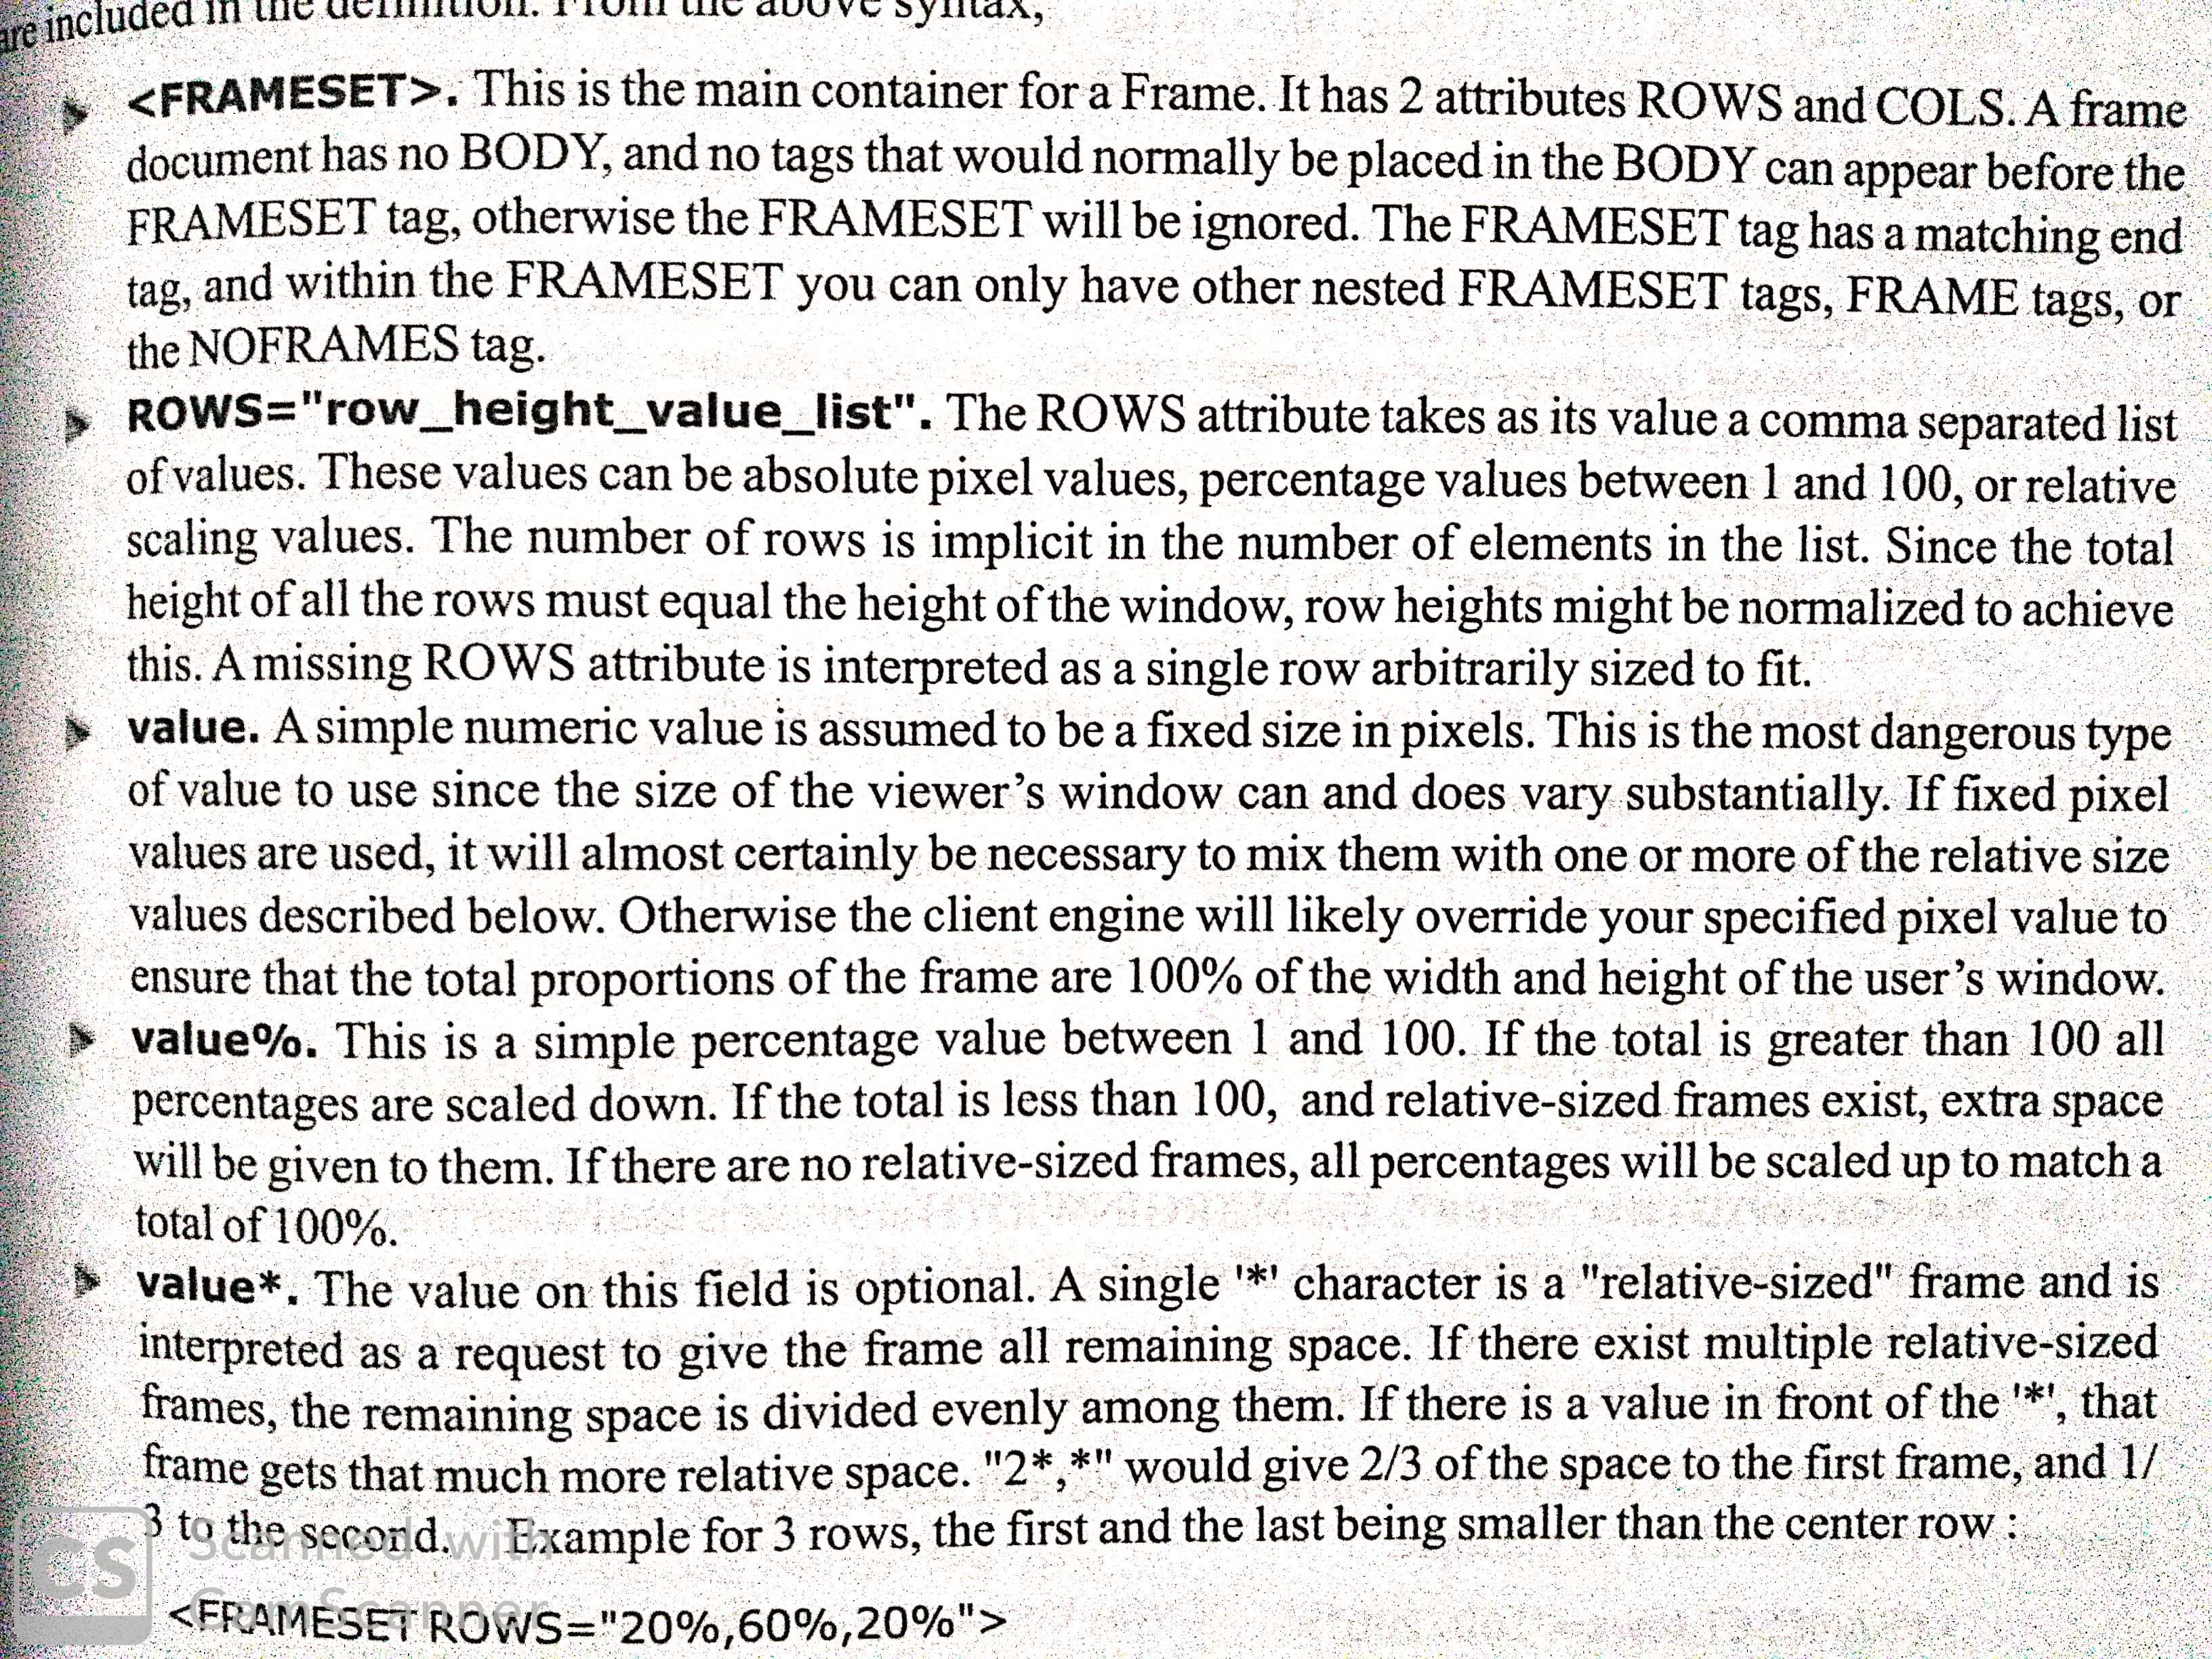 are included in the definition. From the above syntax,
<FRAMESET>. This is the main container for a Frame. It has 2 attributes ROWS and COLS. A frame
document has no BODY, and no tags that would normally be placed in the BODY can appear before the
FRAMESET tag, otherwise the FRAMESET will be ignored. The FRAMESET tag has a matching end
tag, and within the FRAMESET you can only have other nested FRAMESET tags, FRAME tags, or
the NOFRAMES tag.
ROWS="row_height_value_list". The ROWS attribute takes as its value a comma separated list
of values. These values can be absolute pixel values, percentage values between 1 and 100, or relative
scaling values. The number of rows is implicit in the number of elements in the list. Since the total
height of all the rows must equal the height of the window, row heights might be normalized to achieve
this. A missing ROWS attribute is interpreted as a single row arbitrarily sized to fit.
value. A simple numeric value is assumed to be a fixed size in pixels. This is the most dangerous type
of value to use since the size of the viewer's window can and does vary substantially. If fixed pixel
values are used, it will almost certainly be necessary to mix them with one or more of the relative size
values described below. Otherwise the client engine will likely override your specified pixel value to
ensure that the total proportions of the frame are 100% of the width and height of the user's window.
value%. This is a simple percentage value between 1 and 100. If the total is greater than 100 all
percentages are scaled down. If the total is less than 100, and relative-sized frames exist, extra space
will be given to them. If there are no relative-sized frames, all percentages will be scaled up to match a
total of 100%.
value*. The value on this field is optional. A single '*' character is a "relative-sized" frame and is
interpreted as a request to give the frame all remaining space. If there exist multiple relative-sized
frames, the remaining space is divided evenly among them. If there is a value in front of the '*', that
frame gets that much more relative space. "2*,*" would give 2/3 of the space to the first frame, and 1/
3 to the second. Example for 3 rows, the first and the last being smaller than the center row :
<FRAMESET ROWS="20%,60%,20%">
CS Scanned with
CamScanner